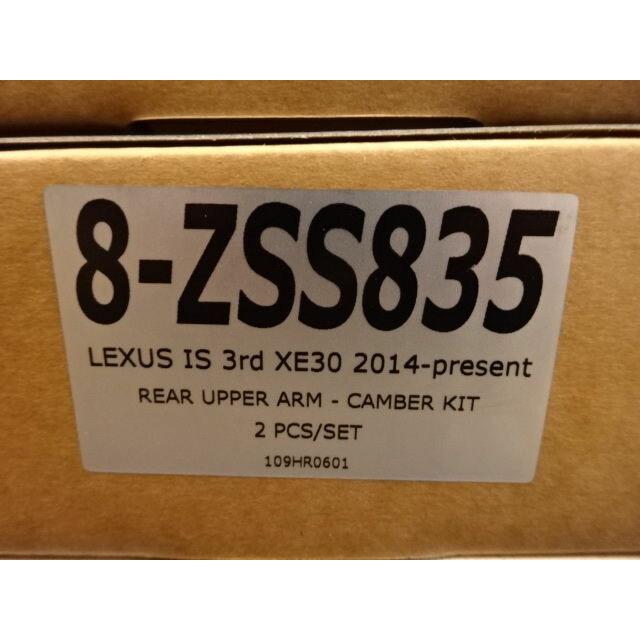 8-ZSS835
LEXUS IS 3rd XE30 2014-present
REAR UPPER ARM - CAMBER KIT
2 PCS/SET
109HR0601